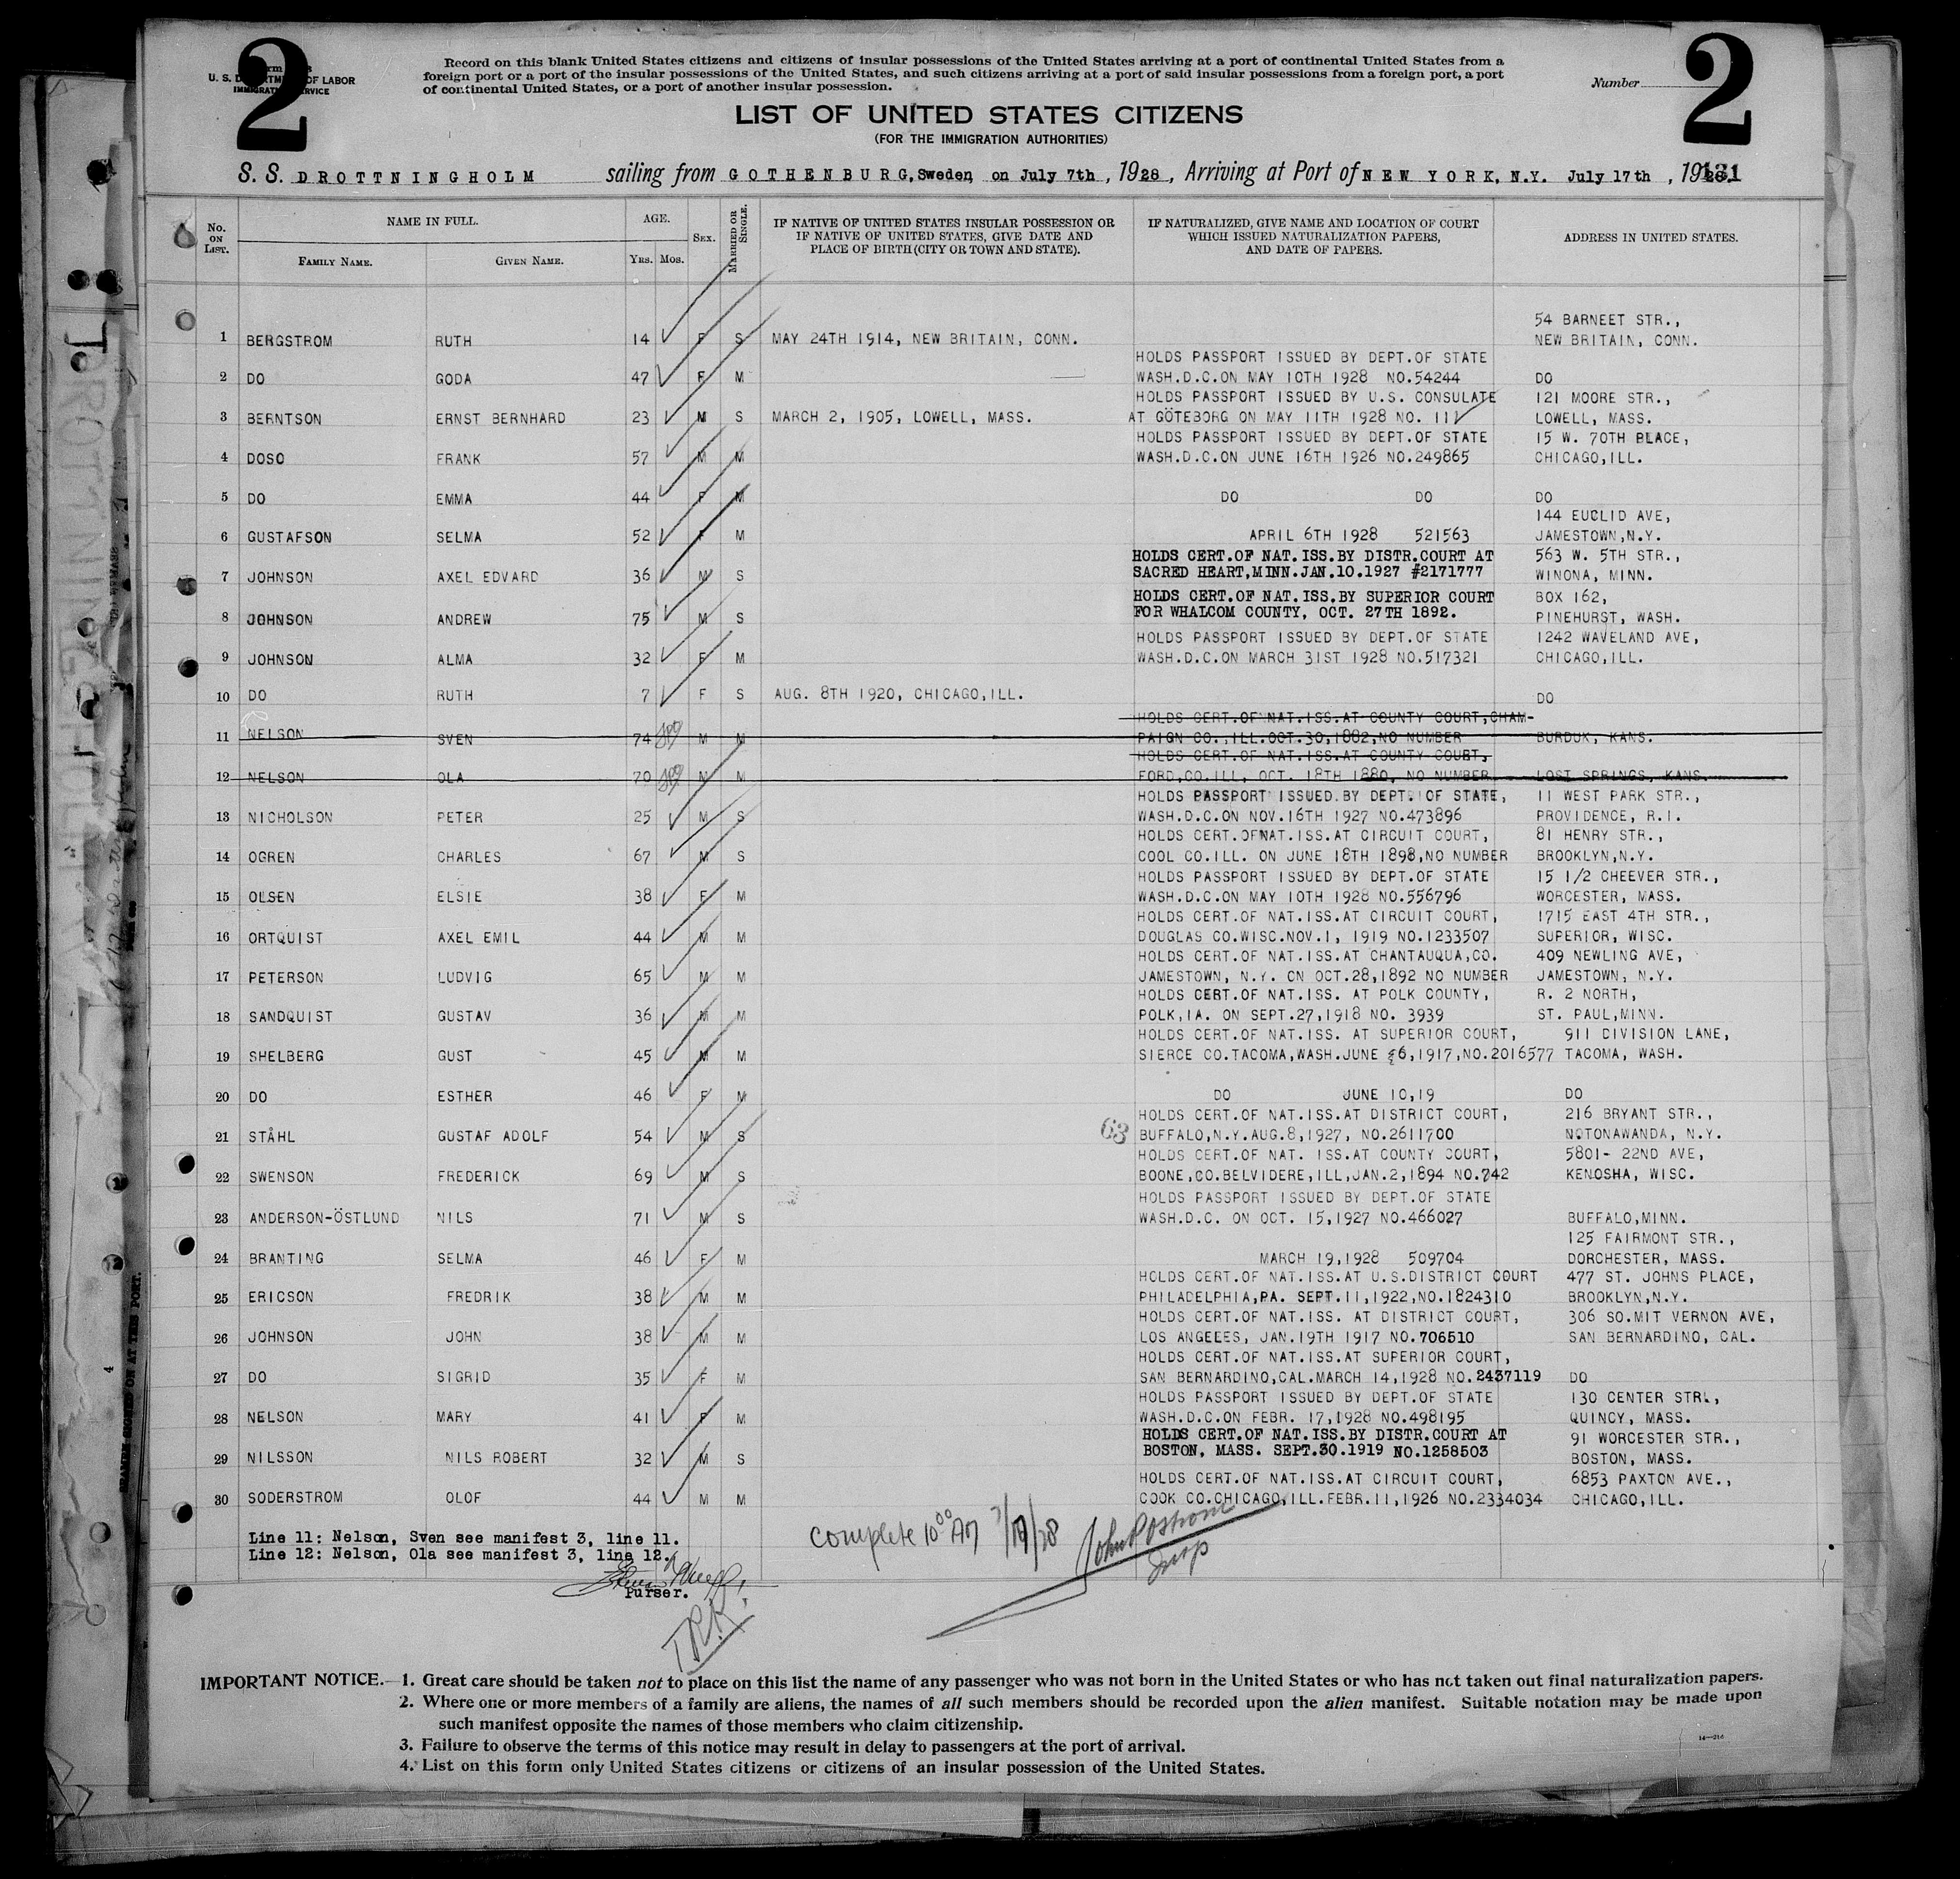 2
2
U. S. DEPARTMENT OF LABOR
IMMIGRATION SERVICE
Record on this blank United States citizens and citizens of insular possessions of the United States arriving at a port of continental United States from a
foreign port or a port of the insular possessions of the United States, and such citizens arriving at a port of said insular possessions from a foreign port, a port
of continental United States, or a port of another insular possession.
Number
LIST OF UNITED STATES CITIZENS
(FOR THE IMMIGRATION AUTHORITIES)
S. S. DROTTNINGHOLM sailing from GOTHENBURG, Sweden, on July 7th, 1928, Arriving at Port of NEW YORK, N.Y. July 17th, 19
131
No. ON LIST.
NAME IN FULL.
FAMILY NAME.
GIVEN NAME.
AGE.
YRS. MOS.
SEX.
MARRIED OR SINGLE.
IF NATIVE OF UNITED STATES INSULAR POSSESSION OR
IF NATIVE OF UNITED STATES, GIVE DATE AND
PLACE OF BIRTH (CITY OR TOWN AND STATE).
IF NATURALIZED, GIVE NAME AND LOCATION OF COURT
WHICH ISSUED NATURALIZATION PAPERS,
AND DATE OF PAPERS.
ADDRESS IN UNITED STATES.
54 BARNEET STR.,
1 BERGSTROM RUTH 14 F S MAY 24TH 1914, NEW BRITAIN, CONN. NEW BRITAIN, CONN.
HOLDS PASSPORT ISSUED BY DEPT.OF STATE
2 DO GODA 47 F M WASH.D.C.ON MAY 10TH 1928 NO.54244 DO
HOLDS PASSPORT ISSUED BY U.S. CONSULATE 121 MOORE STR.,
3 BERNTSON ERNST BERNHARD 23 M S MARCH 2, 1905, LOWELL, MASS. AT GÖTEBORG ON MAY 11TH 1928 NO. 111 LOWELL, MASS.
HOLDS PASSPORT ISSUED BY DEPT.OF STATE 15 W. 70TH PLACE,
4 DOSO FRANK 57 M M WASH.D.C.ON JUNE 16TH 1926 NO.249865 CHICAGO,ILL.
5 DO EMMA 44 F M DO DO DO
144 EUCLID AVE,
6 GUSTAFSON SELMA 52 F M APRIL 6TH 1928 521563 JAMESTOWN,N.Y.
HOLDS CERT.OF NAT.ISS.BY DISTR.COURT AT 563 W. 5TH STR.,
7 JOHNSON AXEL EDVARD 36 M S SACRED HEART,MINN.JAN.10.1927 #2171777 WINONA, MINN.
HOLDS CERT.OF NAT.ISS.BY SUPERIOR COURT BOX 162,
8 JOHNSON ANDREW 75 M S FOR WHALCOM COUNTY, OCT. 27TH 1892. PINEHURST, WASH.
HOLDS PASSPORT ISSUED BY DEPT.OF STATE 1242 WAVELAND AVE,
9 JOHNSON ALMA 32 F M WASH.D.C.ON MARCH 31ST 1928 NO.517321 CHICAGO,ILL.
10 DO RUTH 7 F S AUG. 8TH 1920, CHICAGO,ILL. DO
HOLDS CERT.OF NAT.ISS.AT COUNTY COURT,CHAM-
11 NELSON SVEN 74 M M PAIGN CO.,ILL.OCT.30,1882,NO NUMBER BURDUK, KANS.
HOLDS CERT.OF NAT.ISS.AT COUNTY COURT,
12 NELSON OLA 70 M M FORD,CO.ILL, OCT. 18TH 1880, NO NUMBER LOST SPRINGS, KANS.
HOLDS PASSPORT ISSUED.BY DEPT. OF STATE, 11 WEST PARK STR.,
13 NICHOLSON PETER 25 M S WASH.D.C.ON NOV.16TH 1927 NO.473896 PROVIDENCE, R.I.
HOLDS CERT.OFNAT.ISS.AT CIRCUIT COURT, 81 HENRY STR.,
14 OGREN CHARLES 67 M S COOL CO.ILL. ON JUNE 18TH 1898,NO NUMBER BROOKLYN,N.Y.
HOLDS PASSPORT ISSUED BY DEPT.OF STATE 15 1/2 CHEEVER STR.,
15 OLSEN ELSIE 38 F M WASH.D.C.ON MAY 10TH 1928 NO.556796 WORCESTER, MASS.
HOLDS CERT.OF NAT.ISS.AT CIRCUIT COURT, 1715 EAST 4TH STR.,
16 ORTQUIST AXEL EMIL 44 M M DOUGLAS CO.WISC.NOV.1, 1919 NO.1233507 SUPERIOR, WISC.
HOLDS CERT.OF NAT.ISS.AT CHANTAUQUA,CO. 409 NEWLING AVE,
17 PETERSON LUDVIG 65 M M JAMESTOWN, N.Y. ON OCT.28,1892 NO NUMBER JAMESTOWN, N.Y.
HOLDS CERT.OF NAT.ISS. AT POLK COUNTY, R. 2 NORTH,
18 SANDQUIST GUSTAV 36 M M POLK,IA. ON SEPT.27,1918 NO. 3939 ST. PAUL,MINN.
HOLDS CERT.OF NAT.ISS. AT SUPERIOR COURT, 911 DIVISION LANE,
19 SHELBERG GUST 45 M M SIERCE CO.TACOMA,WASH.JUNE 6,1917,NO.2016577 TACOMA, WASH.
20 DO ESTHER 46 F M DO JUNE 10,19 DO
HOLDS CERT.OF NAT.ISS.AT DISTRICT COURT, 216 BRYANT STR.,
21 STÅHL GUSTAF ADOLF 54 M S 63 BUFFALO,N.Y.AUG.8,1927, NO.2611700 NOTONAWANDA, N.Y.
HOLDS CERT.OF NAT. ISS.AT COUNTY COURT, 5801- 22ND AVE,
22 SWENSON FREDERICK 69 M S BOONE,CO.BELVIDERE,ILL,JAN.2,1894 NO.742 KENOSHA, WISC.
HOLDS PASSPORT ISSUED BY DEPT.OF STATE
23 ANDERSON-ÖSTLUND NILS 71 M S WASH.D.C. ON OCT. 15,1927 NO.466027 BUFFALO,MINN.
125 FAIRMONT STR.,
24 BRANTING SELMA 46 F M MARCH 19,1928 509704 DORCHESTER, MASS.
HOLDS CERT.OF NAT.ISS.AT U.S.DISTRICT COURT 477 ST. JOHNS PLACE,
25 ERICSON FREDRIK 38 M M PHILADELPHIA,PA. SEPT.11,1922,NO.1824310 BROOKLYN,N.Y.
HOLDS CERT.OF NAT.ISS. AT DISTRICT COURT, 306 SO.MIT VERNON AVE,
26 JOHNSON JOHN 38 M M LOS ANGELES, JAN.19TH 1917 NO.706510 SAN BERNARDINO, CAL.
HOLDS CERT.OF NAT.ISS.AT SUPERIOR COURT,
27 DO SIGRID 35 F M SAN BERNARDINO,CAL.MARCH 14,1928 NO.2437119 DO
HOLDS PASSPORT ISSUED BY DEPT.OF STATE 130 CENTER STR.,
28 NELSON MARY 41 F M WASH.D.C.ON FEBR. 17,1928 NO.498195 QUINCY, MASS.
HOLDS CERT.OF NAT.ISS.BY DISTR.COURT AT 91 WORCESTER STR.,
29 NILSSON NILS ROBERT 32 M S BOSTON, MASS. SEPT.30.1919 NO.1258503 BOSTON, MASS.
HOLDS CERT.OF NAT.ISS.AT CIRCUIT COURT, 6853 PAXTON AVE.,
30 SODERSTROM OLOF 44 M M COOK CO.CHICAGO,ILL.FEBR.11,1926 NO.2334034 CHICAGO,ILL.
Line 11: Nelson, Sven see manifest 3, line 11.
Line 12: Nelson, Ola see manifest 3, line 12.
Purser.
complete 10 00 AM 7/17/28
Insp
IMPORTANT NOTICE.—1. Great care should be taken not to place on this list the name of any passenger who was not born in the United States or who has not taken out final naturalization papers.
2. Where one or more members of a family are aliens, the names of all such members should be recorded upon the alien manifest. Suitable notation may be made upon
such manifest opposite the names of those members who claim citizenship.
3. Failure to observe the terms of this notice may result in delay to passengers at the port of arrival.
4. List on this form only United States citizens or citizens of an insular possession of the United States.